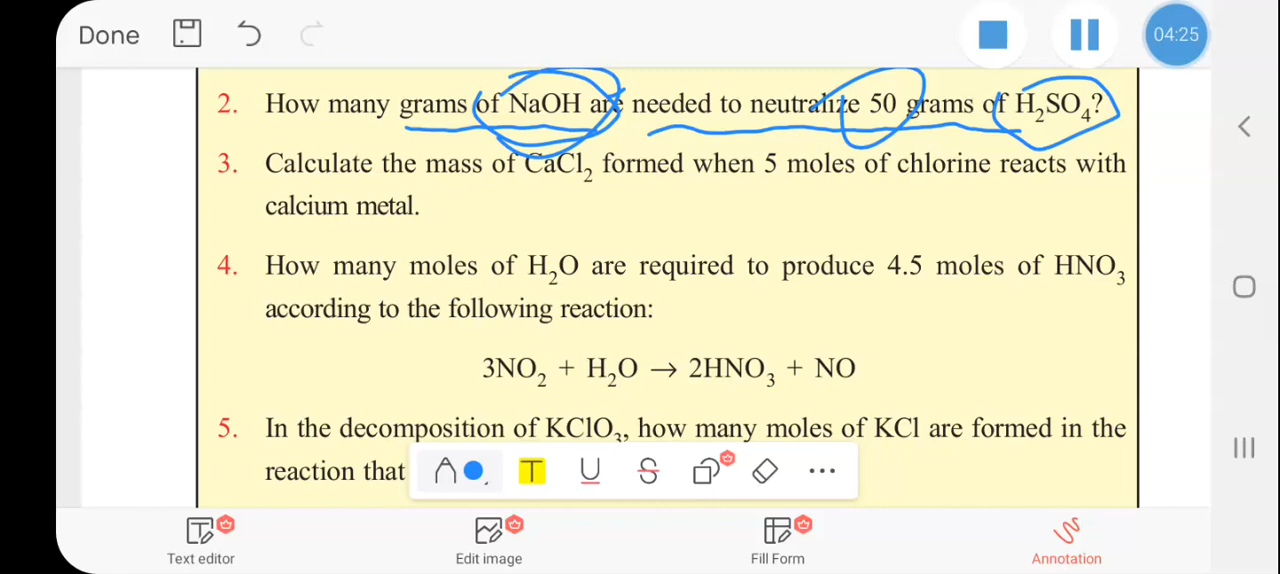 Done
04:25
2. How many grams of NaOH are needed to neutralize 50 grams of H₂SO₄?
3. Calculate the mass of CaCl₂ formed when 5 moles of chlorine reacts with
calcium metal.
4. How many moles of H₂O are required to produce 4.5 moles of HNO₃
according to the following reaction:
3NO₂ + H₂O → 2HNO₃ + NO
5. In the decomposition of KClO₃, how many moles of KCl are formed in the
reaction that
T
U
S
Text editor
Edit image
Fill Form
Annotation